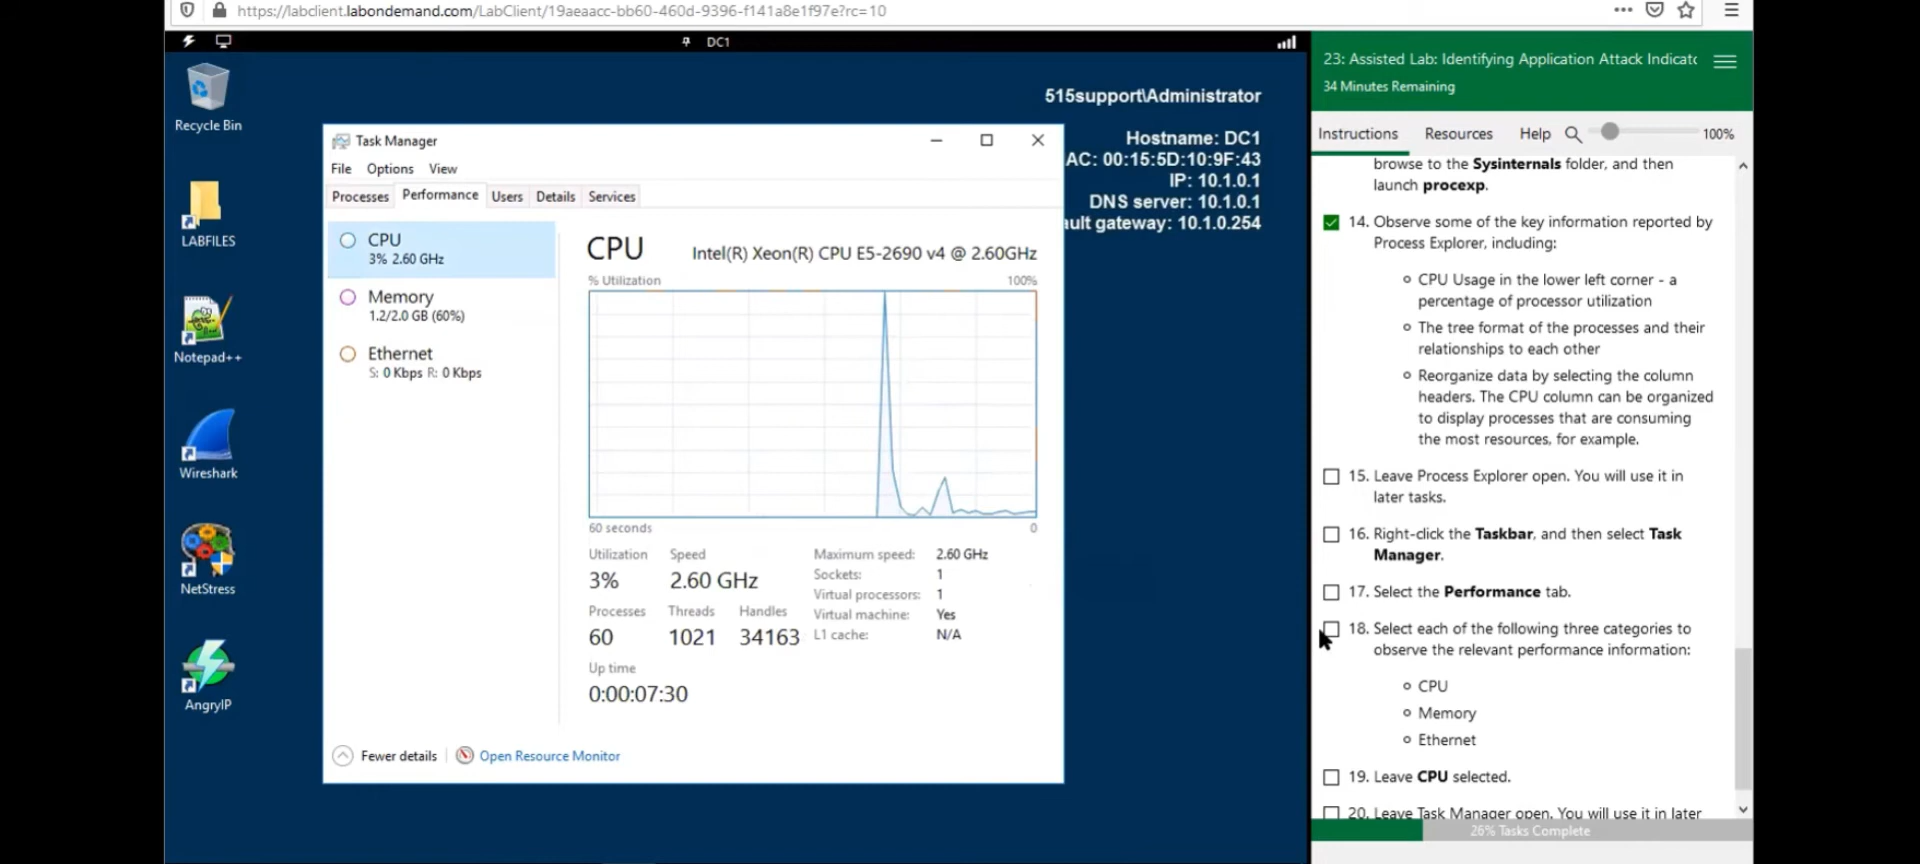 https://labclient.labondemand.com/LabClient/19aeaacc-bb60-460d-9396-f141a8e1f97e?rc=10
DC1
Recycle Bin
LABFILES
Notepad++
Wireshark
NetStress
AngryIP
515support\Administrator
Hostname: DC1
AC: 00:15:5D:10:9F:43
IP: 10.1.0.1
DNS server: 10.1.0.1
ault gateway: 10.1.0.254
Task Manager
File Options View
Processes Performance Users Details Services
CPU
3% 2.60 GHz
Memory
1.2/2.0 GB (60%)
Ethernet
S: 0 Kbps R: 0 Kbps
CPU Intel(R) Xeon(R) CPU E5-2690 v4 @ 2.60GHz
% Utilization 100%
60 seconds 0
Utilization Speed
3% 2.60 GHz
Processes Threads Handles
60 1021 34163
Up time
0:00:07:30
Maximum speed: 2.60 GHz
Sockets: 1
Virtual processors: 1
Virtual machine: Yes
L1 cache: N/A
Fewer details Open Resource Monitor
23: Assisted Lab: Identifying Application Attack Indicat
34 Minutes Remaining
Instructions Resources Help 100%
browse to the Sysinternals folder, and then
launch procexp.
14. Observe some of the key information reported by
Process Explorer, including:
CPU Usage in the lower left corner - a
percentage of processor utilization
The tree format of the processes and their
relationships to each other
Reorganize data by selecting the column
headers. The CPU column can be organized
to display processes that are consuming
the most resources, for example.
15. Leave Process Explorer open. You will use it in
later tasks.
16. Right-click the Taskbar, and then select Task
Manager.
17. Select the Performance tab.
18. Select each of the following three categories to
observe the relevant performance information:
CPU
Memory
Ethernet
19. Leave CPU selected.
20. Leave Task Manager open. You will use it in later
26% Tasks Complete